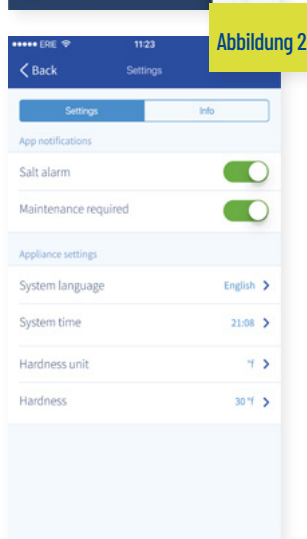 Abbildung 2
●●●●● ERIE 11:23
Back Settings
Settings Info
App notifications
Salt alarm
Maintenance required
Appliance settings
System language English
System time 21:08
Hardness unit °f
Hardness 30 °f